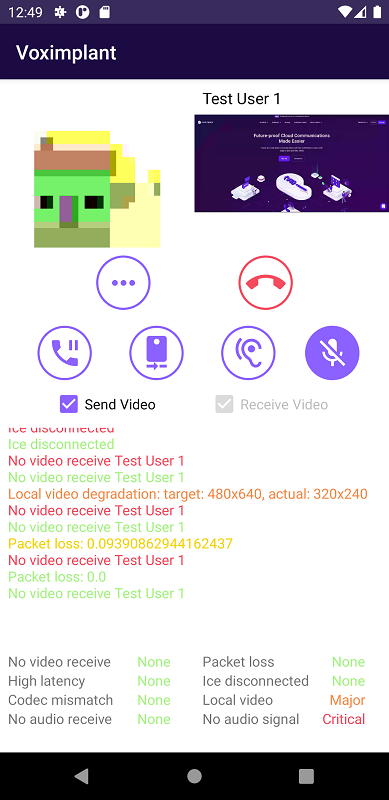 12:49
Voximplant
Test User 1
Future-proof Cloud Communications
Made Easier
Send Video
Receive Video
Ice disconnected
Ice disconnected
No video receive Test User 1
No video receive Test User 1
Local video degradation: target: 480x640, actual: 320x240
No video receive Test User 1
No video receive Test User 1
Packet loss: 0.09390862944162437
No video receive Test User 1
Packet loss: 0.0
No video receive Test User 1
No video receive None
Packet loss None
High latency None
Ice disconnected None
Codec mismatch None
Local video Major
No audio receive None
No audio signal Critical